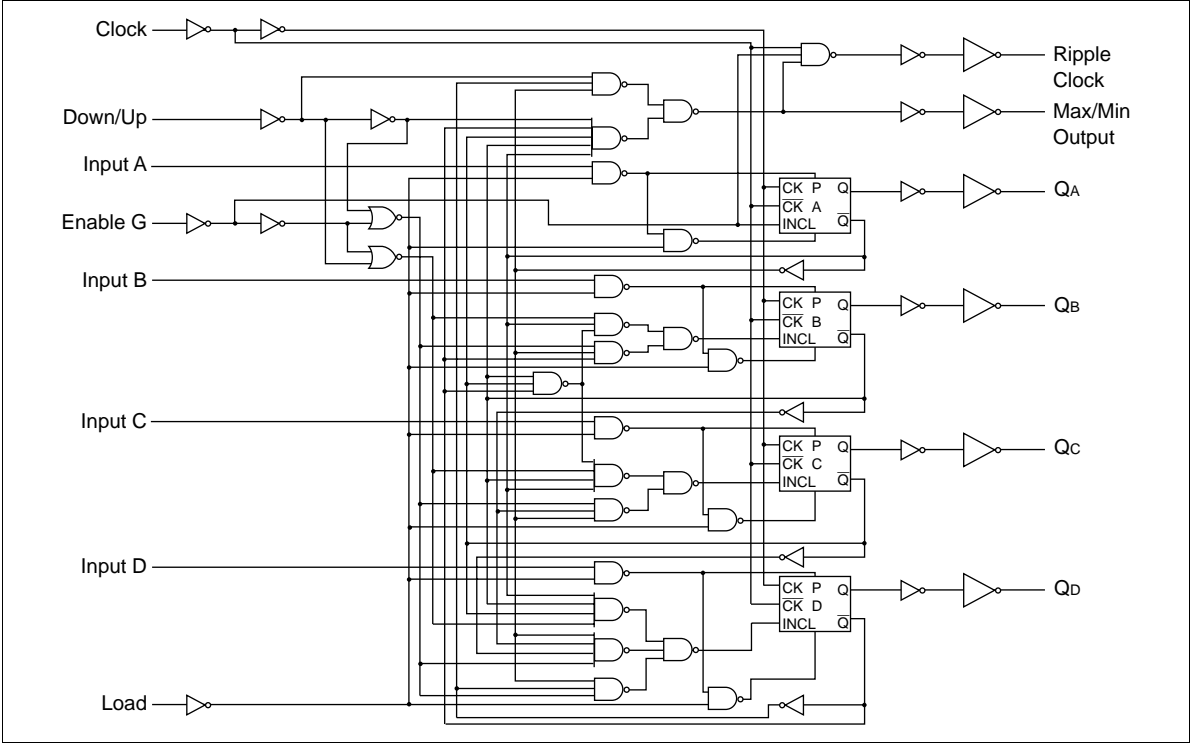 Clock
Ripple
Clock
Down/Up
Max/Min
Output
Input A
CK P Q
CK A
INCL Q
QA
Enable G
Input B
CK P Q
CK B
INCL Q
QB
Input C
CK P Q
CK C
INCL Q
QC
Input D
CK P Q
CK D
INCL Q
QD
Load